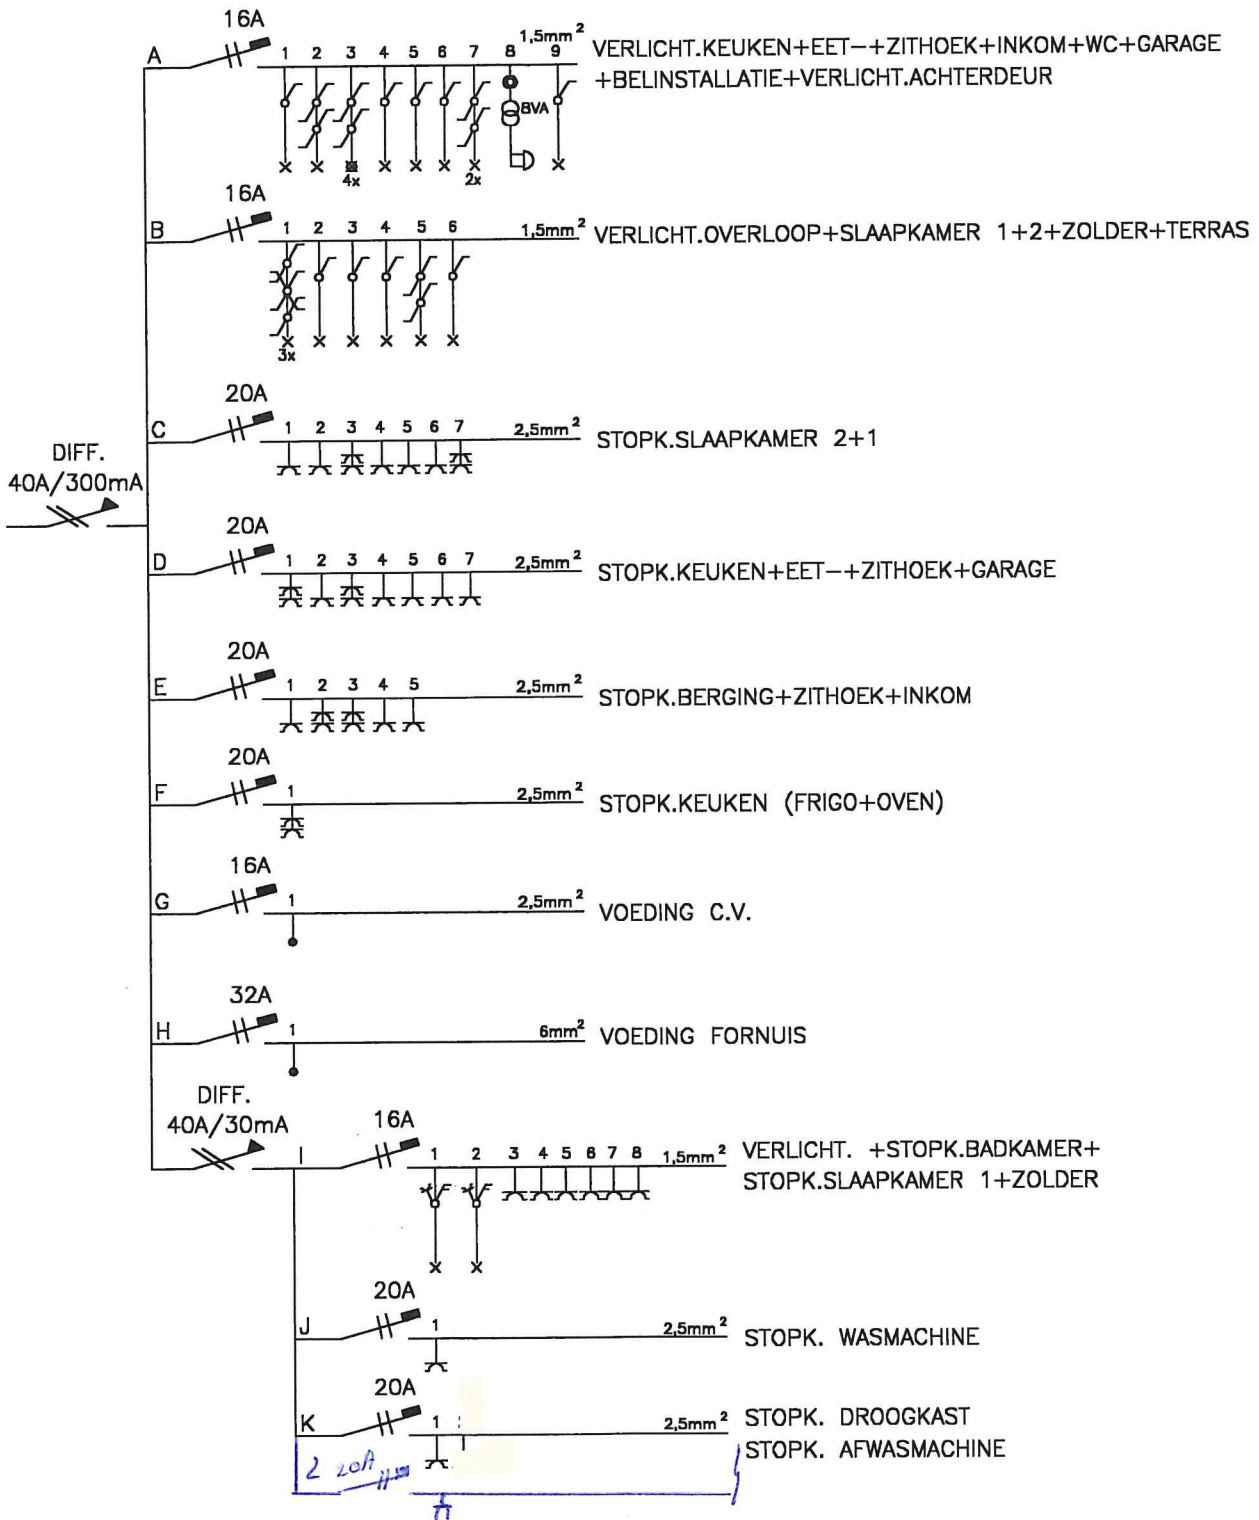 16A
A 1 2 3 4 5 6 7 8 9 1,5mm² VERLICHT.KEUKEN+EET-+ZITHOEK+INKOM+WC+GARAGE
+BELINSTALLATIE+VERLICHT.ACHTERDEUR
8VA
4x 2x
16A
B 1 2 3 4 5 6 1,5mm² VERLICHT.OVERLOOP+SLAAPKAMER 1+2+ZOLDER+TERRAS
3x
20A
C 1 2 3 4 5 6 7 2,5mm² STOPK.SLAAPKAMER 2+1
DIFF.
40A/300mA
20A
D 1 2 3 4 5 6 7 2,5mm² STOPK.KEUKEN+EET-+ZITHOEK+GARAGE
20A
E 1 2 3 4 5 2,5mm² STOPK.BERGING+ZITHOEK+INKOM
20A
F 1 2,5mm² STOPK.KEUKEN (FRIGO+OVEN)
16A
G 1 2,5mm² VOEDING C.V.
32A
H 1 6mm² VOEDING FORNUIS
DIFF.
40A/30mA
16A
I 1 2 3 4 5 6 7 8 1,5mm² VERLICHT. +STOPK.BADKAMER+
STOPK.SLAAPKAMER 1+ZOLDER
20A
J 1 2,5mm² STOPK. WASMACHINE
20A
K 1 2,5mm² STOPK. DROOGKAST
STOPK. AFWASMACHINE
L 20A